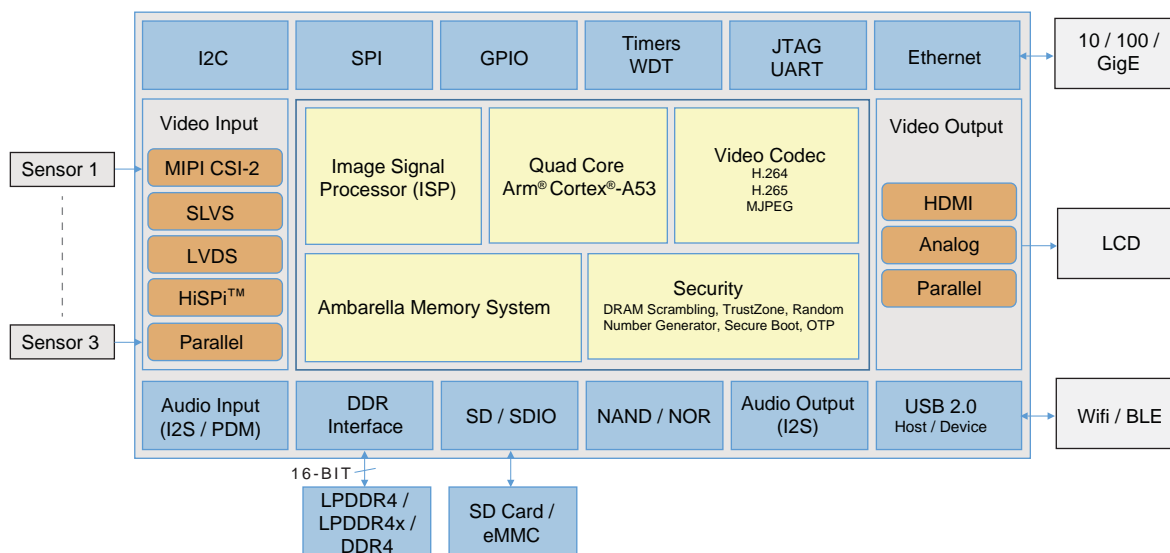 I2C
SPI
GPIO
Timers
WDT
JTAG
UART
Ethernet
10 / 100 /
GigE
Video Input
MIPI CSI-2
SLVS
LVDS
HiSPi™
Parallel
Sensor 1
Sensor 3
Image Signal
Processor (ISP)
Quad Core
Arm® Cortex®-A53
Video Codec
H.264
H.265
MJPEG
Ambarella Memory System
Security
DRAM Scrambling, TrustZone, Random
Number Generator, Secure Boot, OTP
Video Output
HDMI
Analog
Parallel
LCD
Audio Input
(I2S / PDM)
DDR
Interface
SD / SDIO
NAND / NOR
Audio Output
(I2S)
USB 2.0
Host / Device
Wifi / BLE
16-BIT
LPDDR4 /
LPDDR4x /
DDR4
SD Card /
eMMC